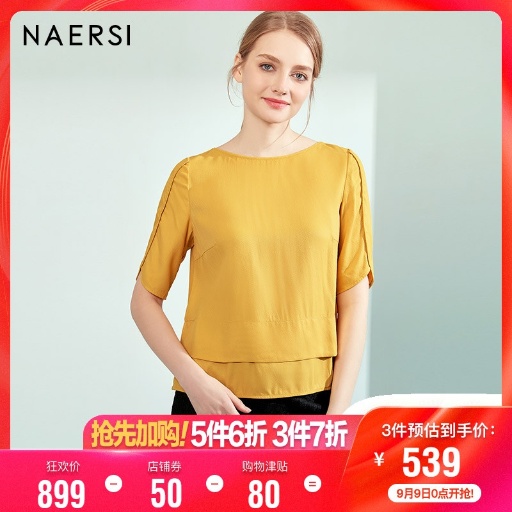 NAERSI
抢先加购! 5件6折 3件7折
3件预估到手价:
¥ 539
9月9日0点开抢!
狂欢价 店铺券 购物津贴
899 - 50 - 80 =